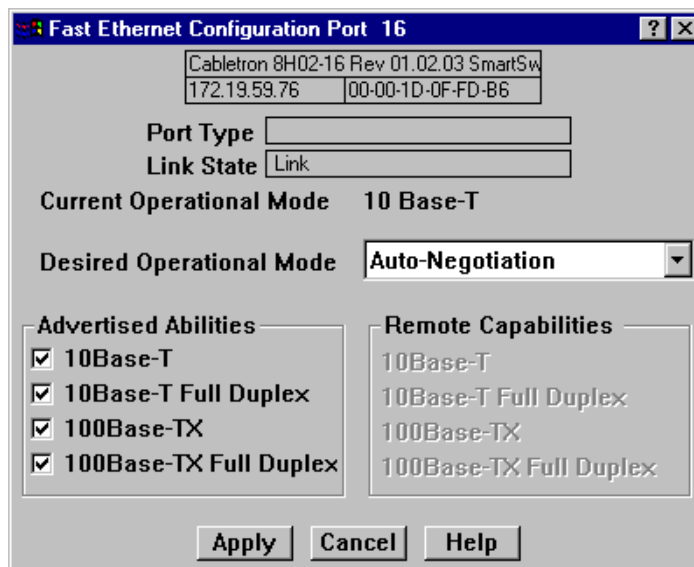 Fast Ethernet Configuration Port 16
Cabletron 8H02-16 Rev 01.02.03 SmartSw
172.19.59.76 00-00-1D-0F-FD-B6
Port Type
Link State Link
Current Operational Mode 10 Base-T
Desired Operational Mode Auto-Negotiation
Advertised Abilities
10Base-T
10Base-T Full Duplex
100Base-TX
100Base-TX Full Duplex
Remote Capabilities
10Base-T
10Base-T Full Duplex
100Base-TX
100Base-TX Full Duplex
Apply Cancel Help